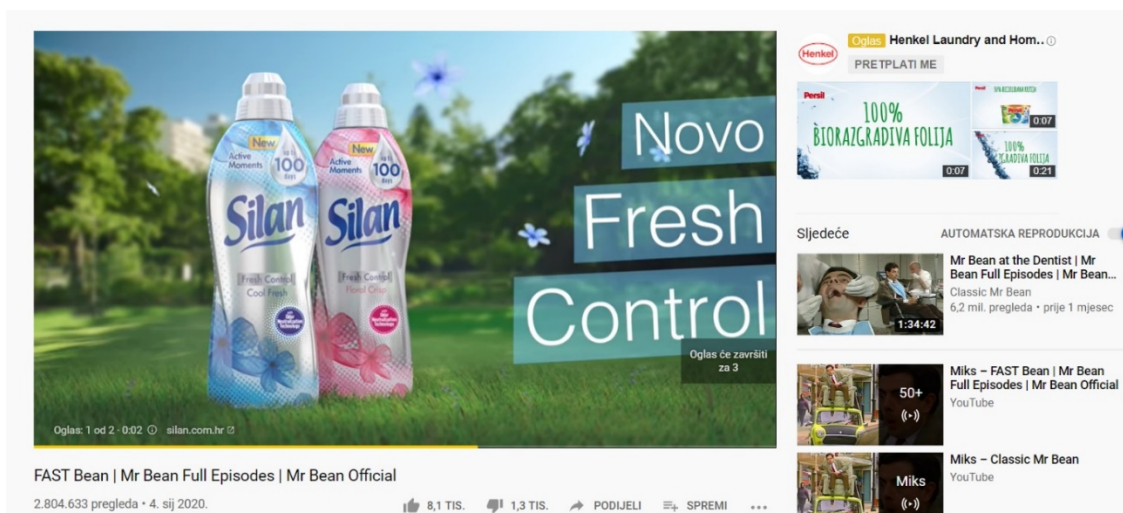 New
Active
Moments
100
days
Silan
Fresh Control
Cool Fresh
New
Active
Moments
100
days
Silan
Fresh Control
Floral Crisp
Novo
Fresh
Control
Oglas će završiti
za 3
Oglas: 1 od 2 · 0:02 silan.com.hr
FAST Bean | Mr Bean Full Episodes | Mr Bean Official
2.804.633 pregleda • 4. sij 2020.
8,1 TIS. 1,3 TIS. PODIJELI SPREMI
Henkel
Oglas Henkel Laundry and Hom..
PRETPLATI ME
Persil
100%
BIORAZGRADIVA FOLIJA
0:07
0:07
100%
0:21
Sljedeće AUTOMATSKA REPRODUKCIJA
Mr Bean at the Dentist | Mr
Bean Full Episodes | Mr Bean...
Classic Mr Bean
6,2 mil. pregleda • prije 1 mjesec
1:34:42
Miks – FAST Bean | Mr Bean
Full Episodes | Mr Bean Official
YouTube
50+
Miks – Classic Mr Bean
YouTube
Miks